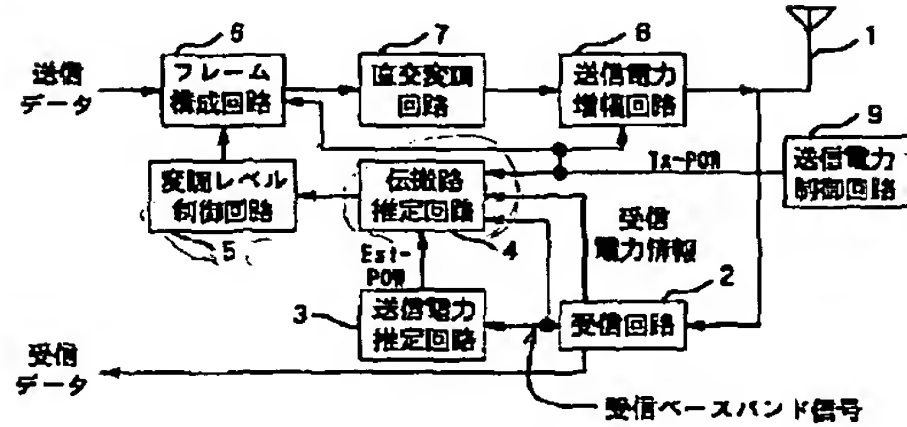 6
7
8
1
送信
データ
フレーム
構成回路
直交変調
回路
送信電力
増幅回路
9
Tx-POW
送信電力
制御回路
変調レベル
制御回路
5
伝搬路
推定回路
4
受信
電力情報
Est-
POW
2
3
送信電力
推定回路
受信回路
受信
データ
受信ベースバンド信号